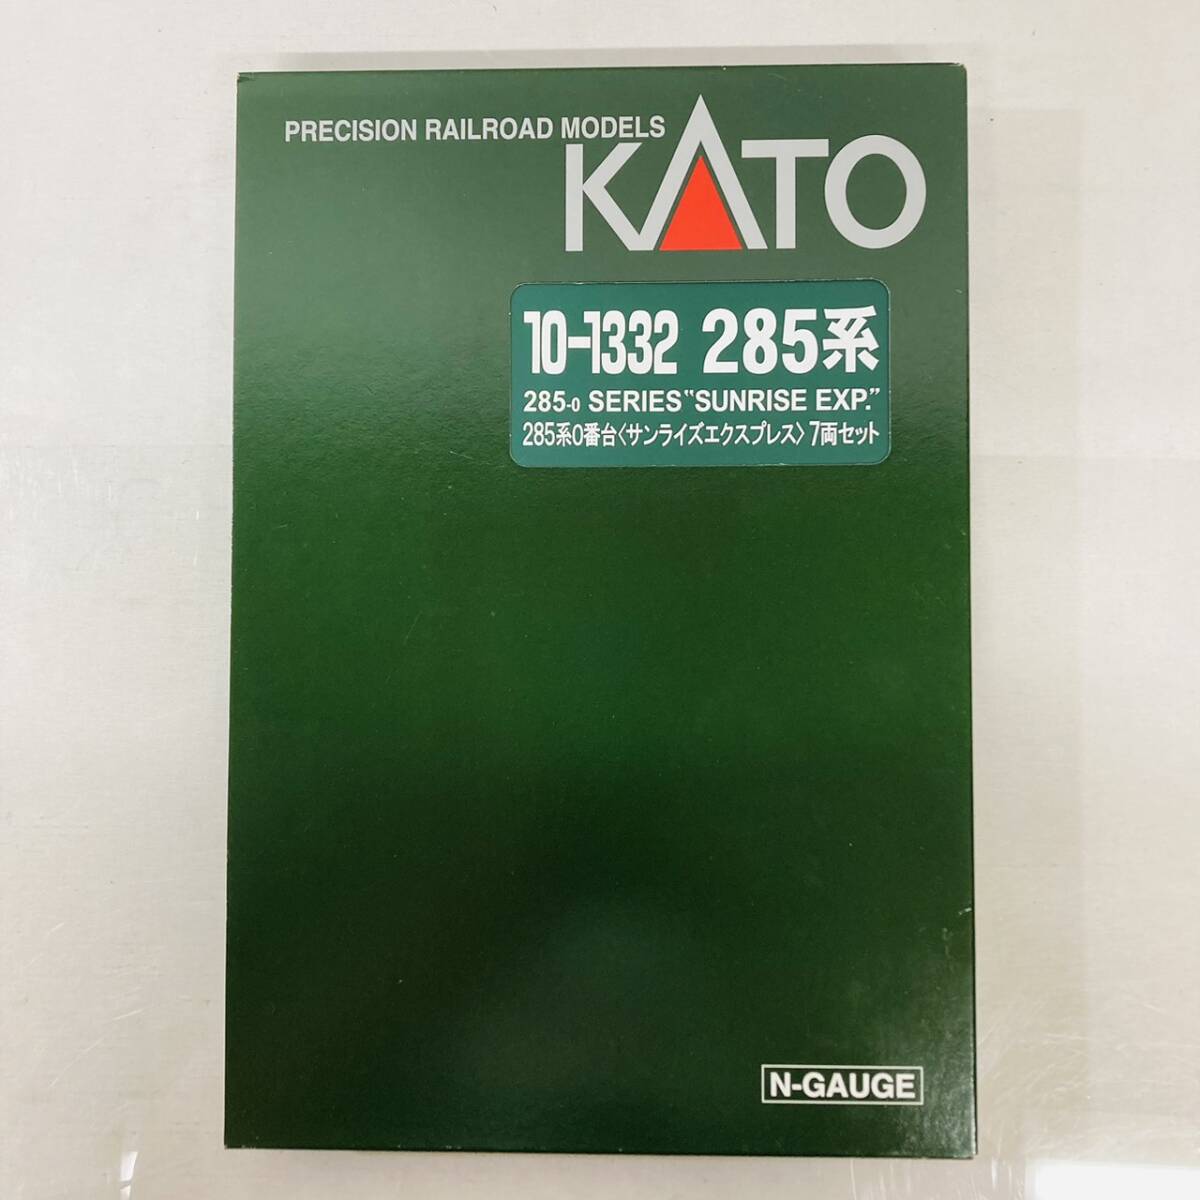 PRECISION RAILROAD MODELS
KATO
10-1332 285系
285-0 SERIES "SUNRISE EXP."
285系0番台〈サンライズエクスプレス〉7両セット
N-GAUGE